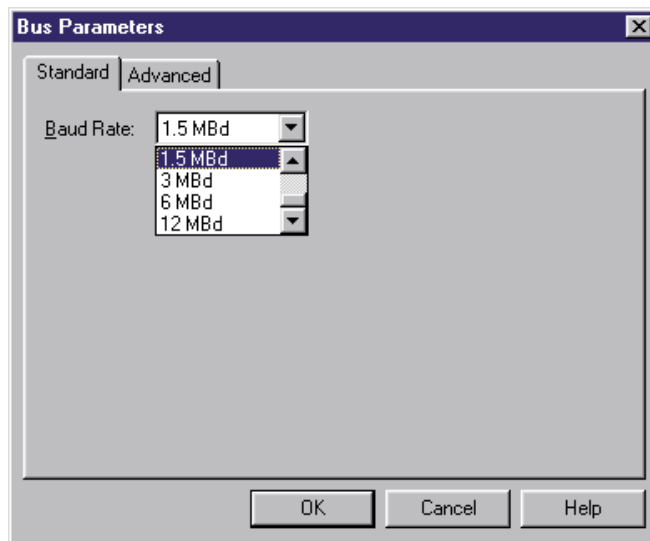 Bus Parameters
Standard Advanced
Baud Rate: 1.5 MBd
1.5 MBd
3 MBd
6 MBd
12 MBd
OK Cancel Help